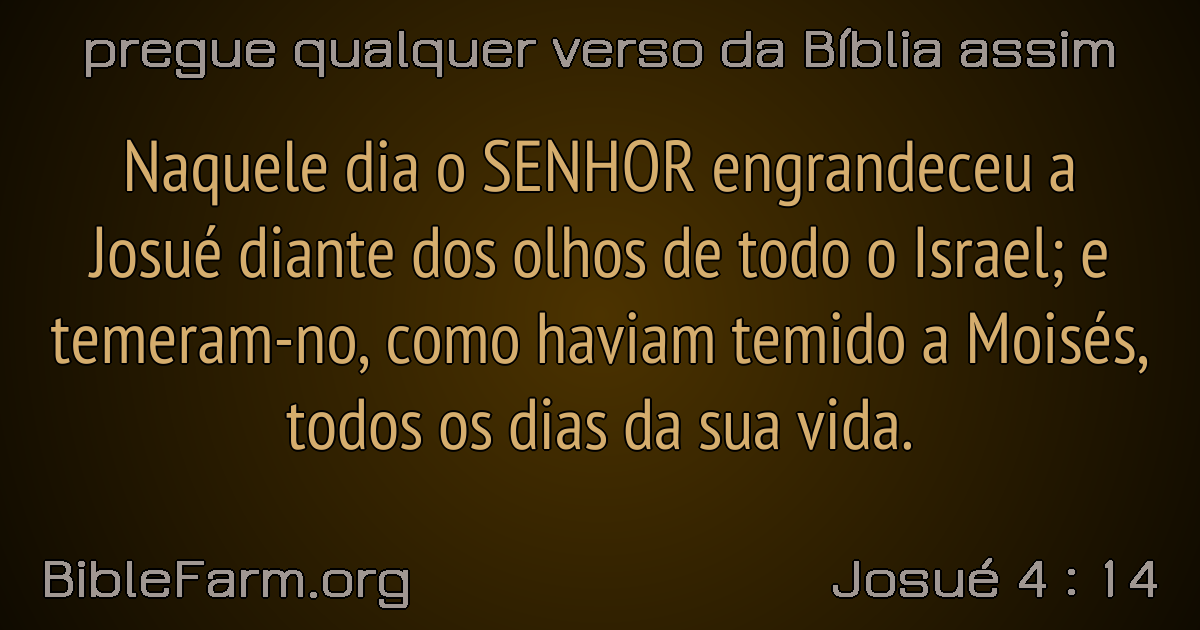 pregue qualquer verso da Bíblia assim
Naquele dia o SENHOR engrandeceu a
Josué diante dos olhos de todo o Israel; e
temeram-no, como haviam temido a Moisés,
todos os dias da sua vida.
BibleFarm.org
Josué 4 : 14